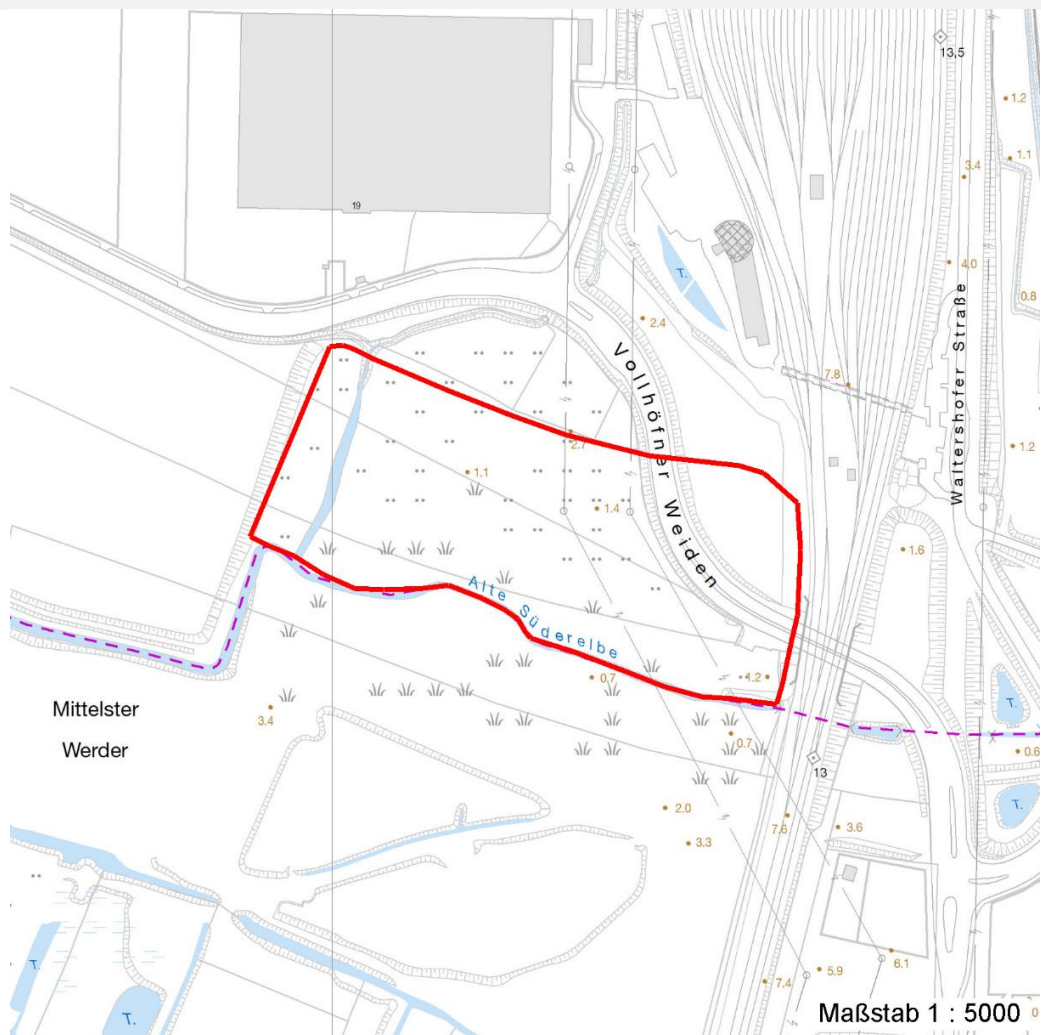 13,5
1.2
1.1
3.4
19
4.0
0.8
T.
2.4
Waltershofer Straße
Vollhöfner Weiden
7.8
1.2
2.7
1.1
1.4
1.6
Alte Süderelbe
0.7
1.2
T.
3.4
Mittelster
Werder
0.7
0.6
13
2.0
7.6
3.6
T.
3.3
T.
6.1
5.9
7.4
T.
Maßstab 1 : 5000
0